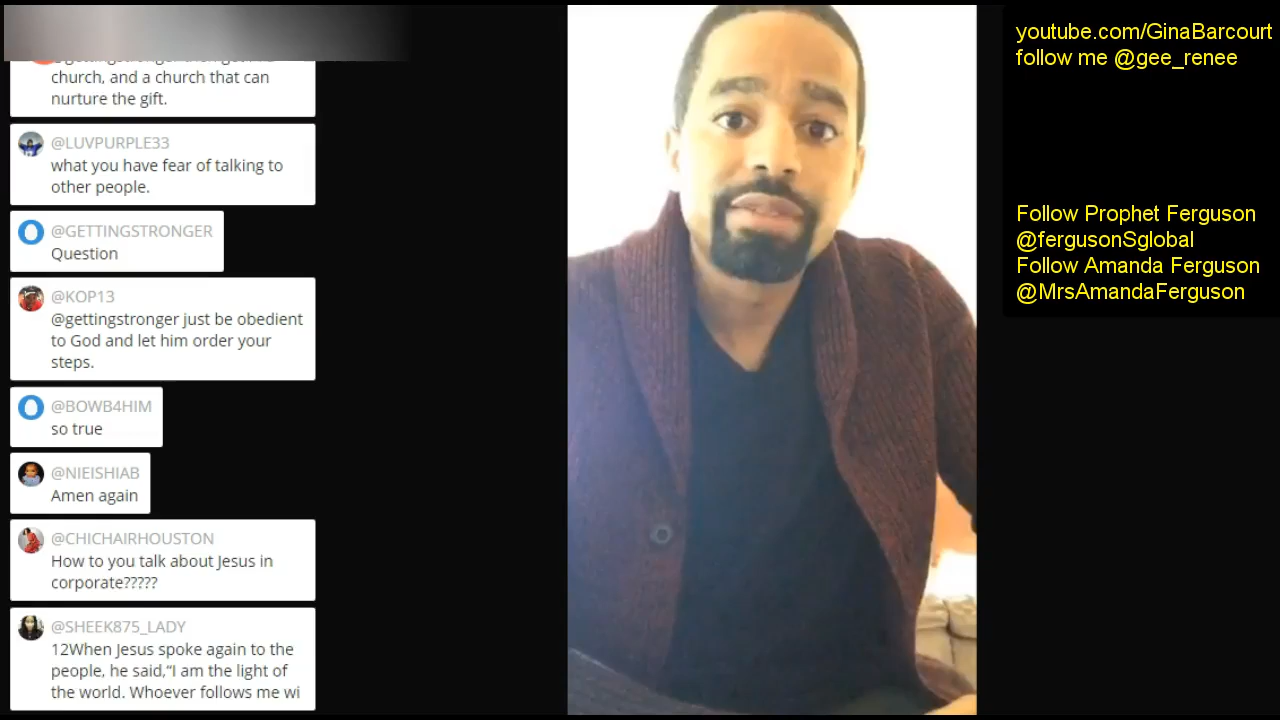 church, and a church that can
nurture the gift.
@LUVPURPLE33
what you have fear of talking to
other people.
@GETTINGSTRONGER
Question
@KOP13
@gettingstronger just be obedient
to God and let him order your
steps.
@BOWB4HIM
so true
@NIEISHIAB
Amen again
@CHICHAIRHOUSTON
How to you talk about Jesus in
corporate?????
@SHEEK875_LADY
12When Jesus spoke again to the
people, he said,“I am the light of
the world. Whoever follows me wi
youtube.com/GinaBarcourt
follow me @gee_renee
Follow Prophet Ferguson
@fergusonSglobal
Follow Amanda Ferguson
@MrsAmandaFerguson